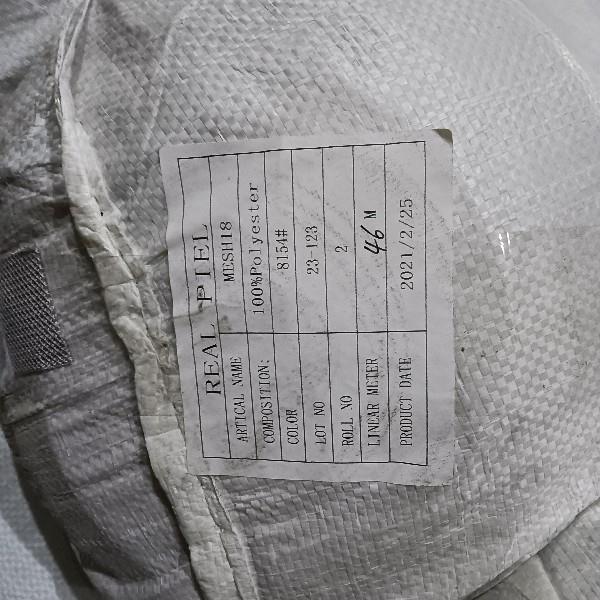 REAL PIEL
ARTICAL NAME MESH18
COMPOSITION: 100%Polyester
COLOR 8154#
LOT NO 23-123
ROLL NO 2
LINEAR METER 46 M
PRODUCT DATE 2021/2/25